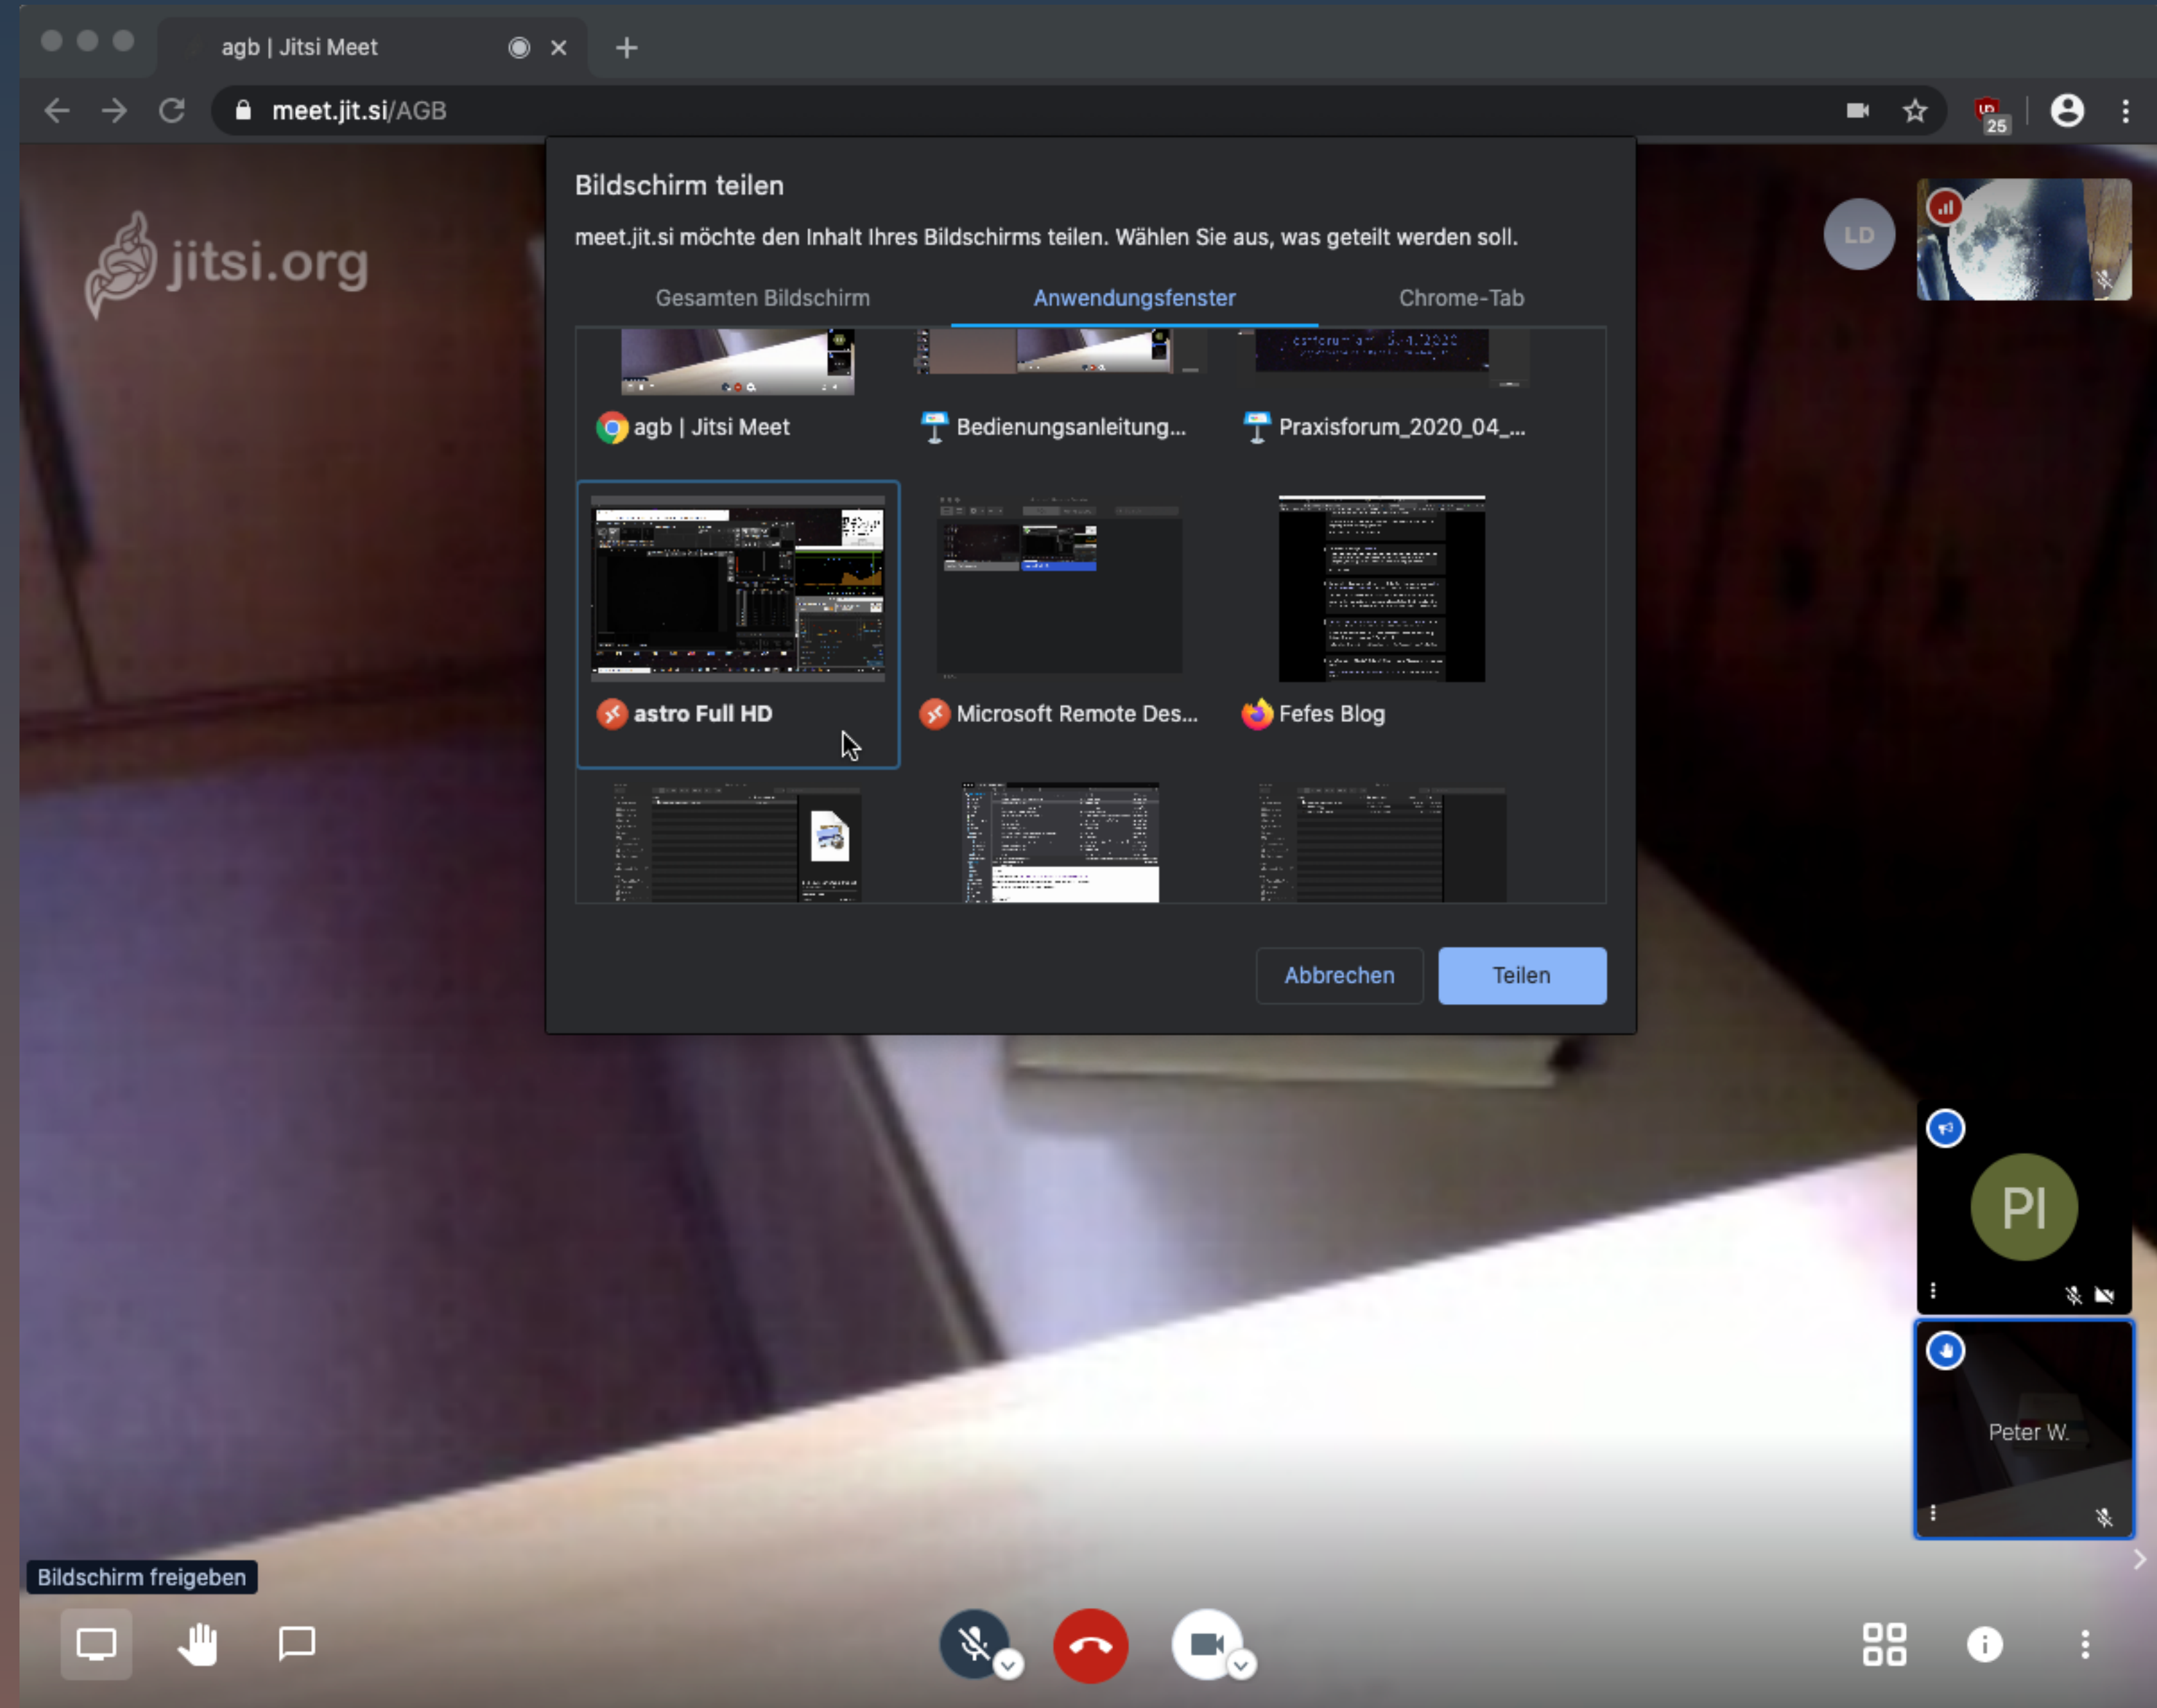 agb | Jitsi Meet
meet.jit.si/AGB
25
jitsi.org
Bildschirm teilen
meet.jit.si möchte den Inhalt Ihres Bildschirms teilen. Wählen Sie aus, was geteilt werden soll.
Gesamten Bildschirm
Anwendungsfenster
Chrome-Tab
LD
agb | Jitsi Meet
Bedienungsanleitung...
Praxisforum_2020_04_...
astro Full HD
Microsoft Remote Des...
Fefes Blog
Abbrechen
Teilen
PI
Peter W.
Bildschirm freigeben